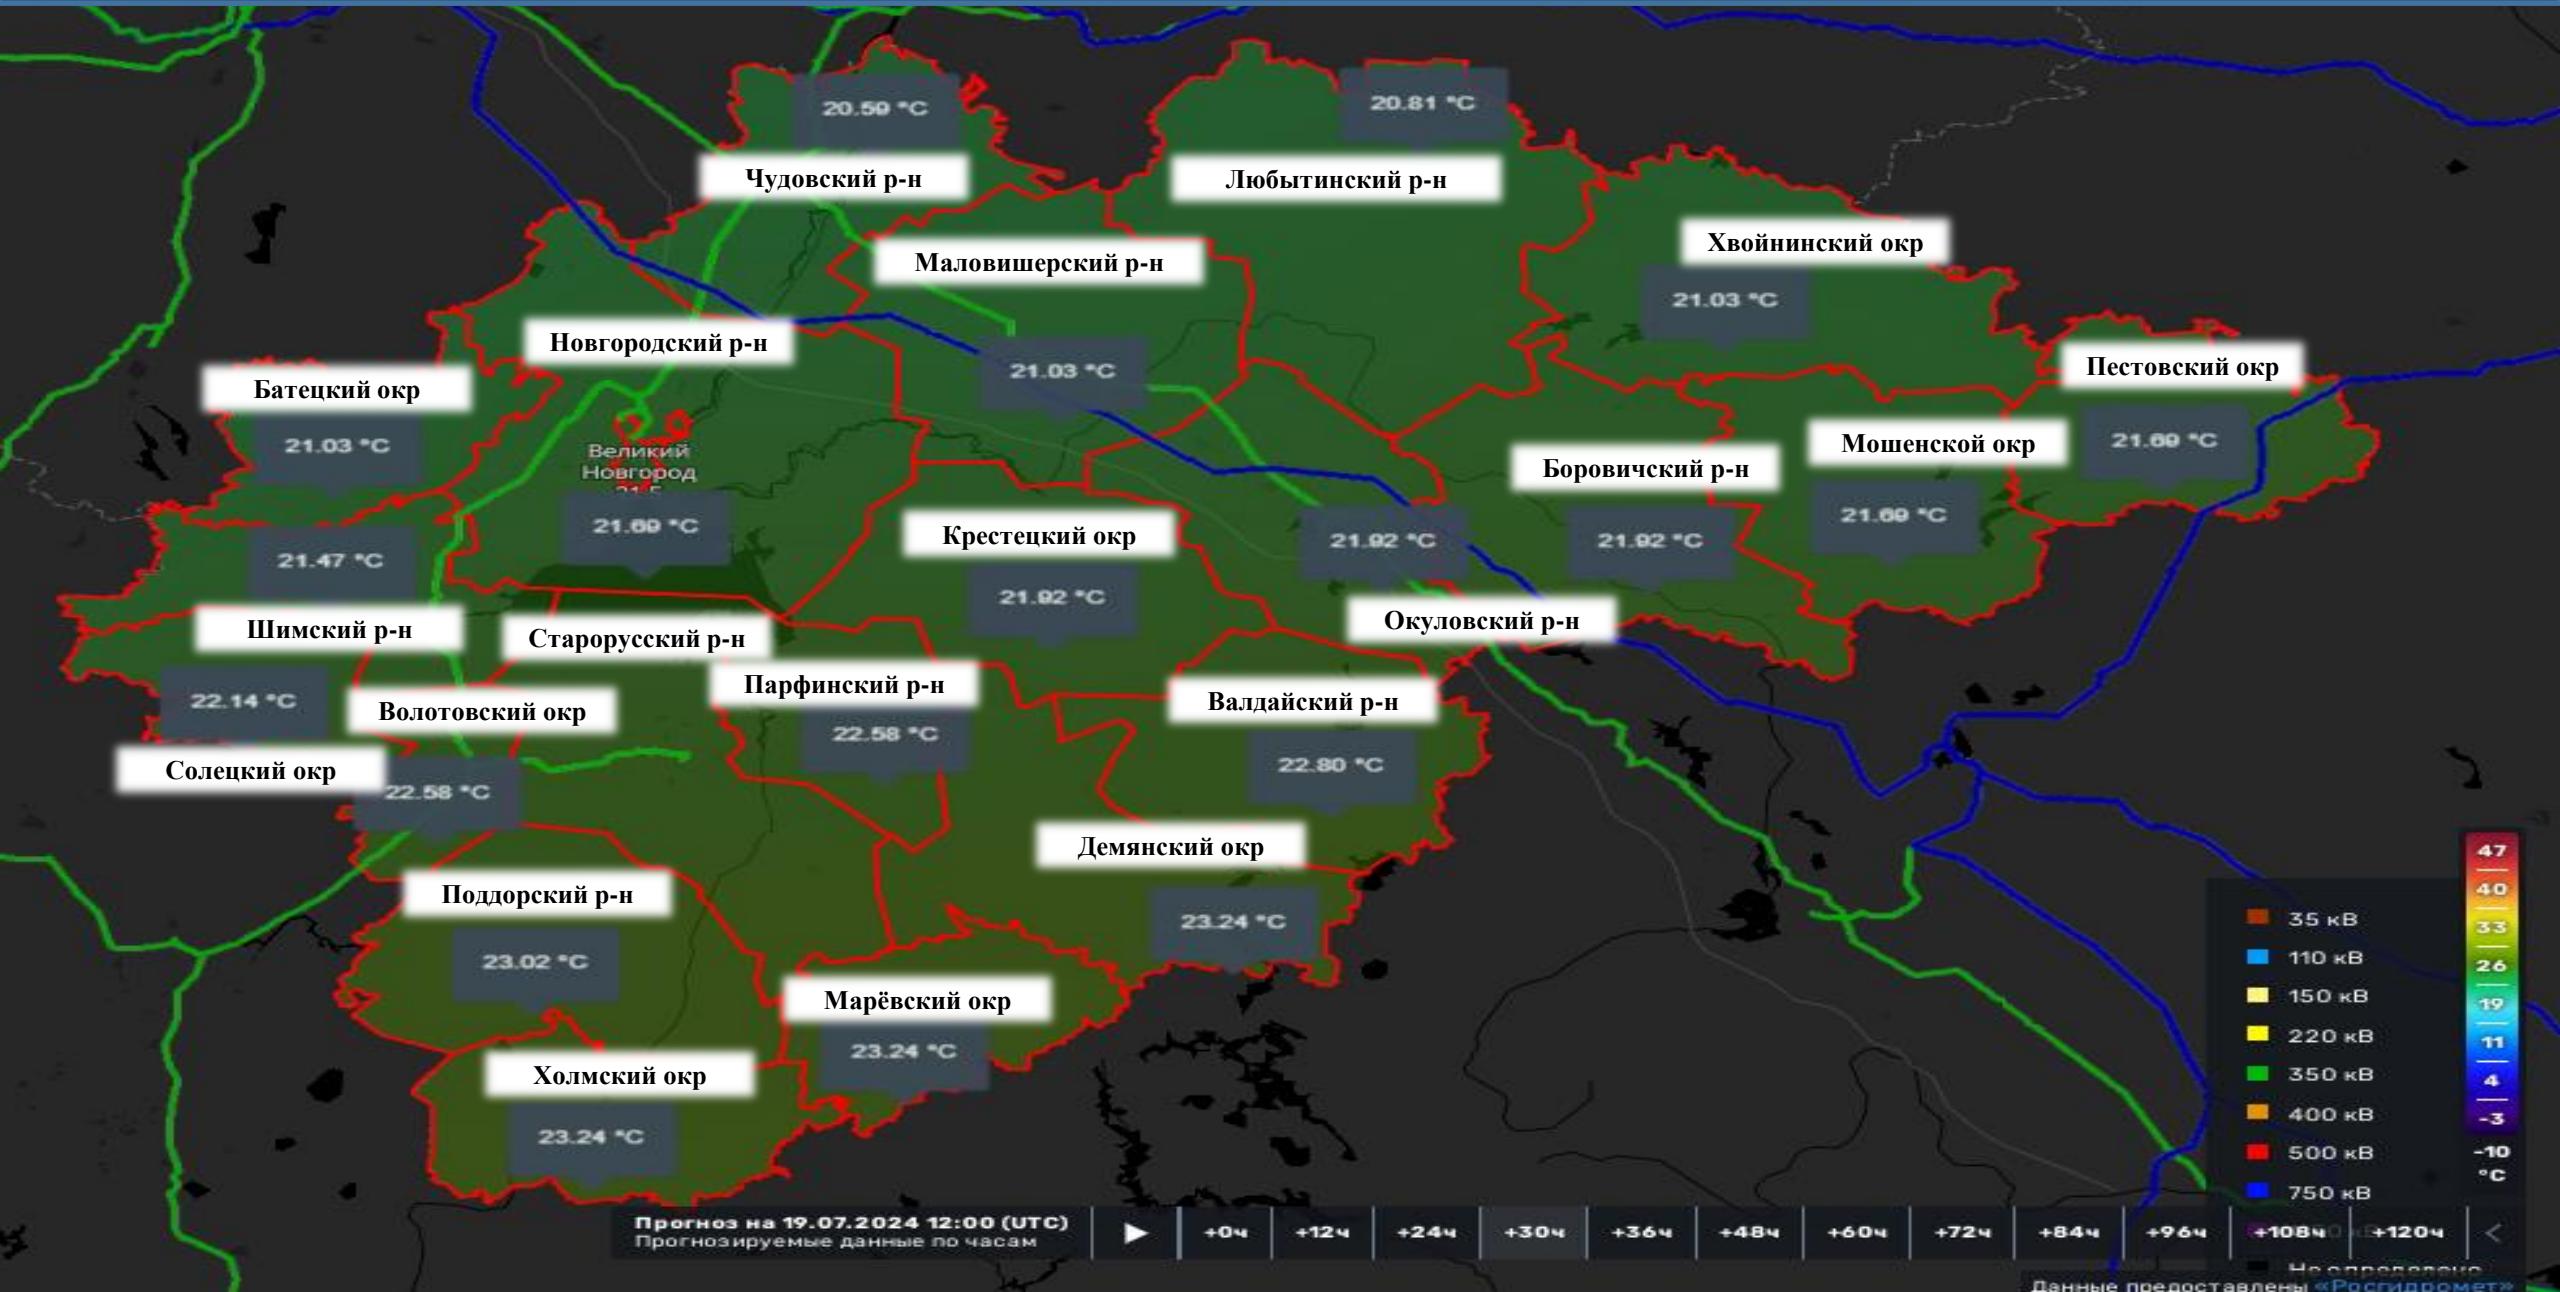 20.59 °C
20.81 °C
Чудовский р-н
Любытинский р-н
Хвойнинский окр
Маловишерский р-н
21.03 °C
Новгородский р-н
Пестовский окр
21.03 °C
Батецкий окр
21.03 °C
Великий
Новгород
21.69 °C
Мошенской окр
Боровичский р-н
21.69 °C
21.69 °C
Крестецкий окр
21.92 °C
21.92 °C
21.47 °C
21.92 °C
Окуловский р-н
Шимский р-н
Старорусский р-н
Парфинский р-н
22.14 °C
Волотовский окр
Валдайский р-н
22.58 °C
22.80 °C
Солецкий окр
22.58 °C
Демянский окр
Поддорский р-н
23.24 °C
23.02 °C
Марёвский окр
23.24 °C
Холмский окр
23.24 °C
35 кВ
110 кВ
150 кВ
220 кВ
350 кВ
400 кВ
500 кВ
750 кВ
47
40
33
26
19
11
4
-3
-10
°C
Прогноз на 19.07.2024 12:00 (UTC)
Прогнозируемые данные по часам
+0ч +12ч +24ч +30ч +36ч +48ч +60ч +72ч +84ч +96ч +108ч +120ч <
Не определено
Данные предоставлены «Росгидромет»